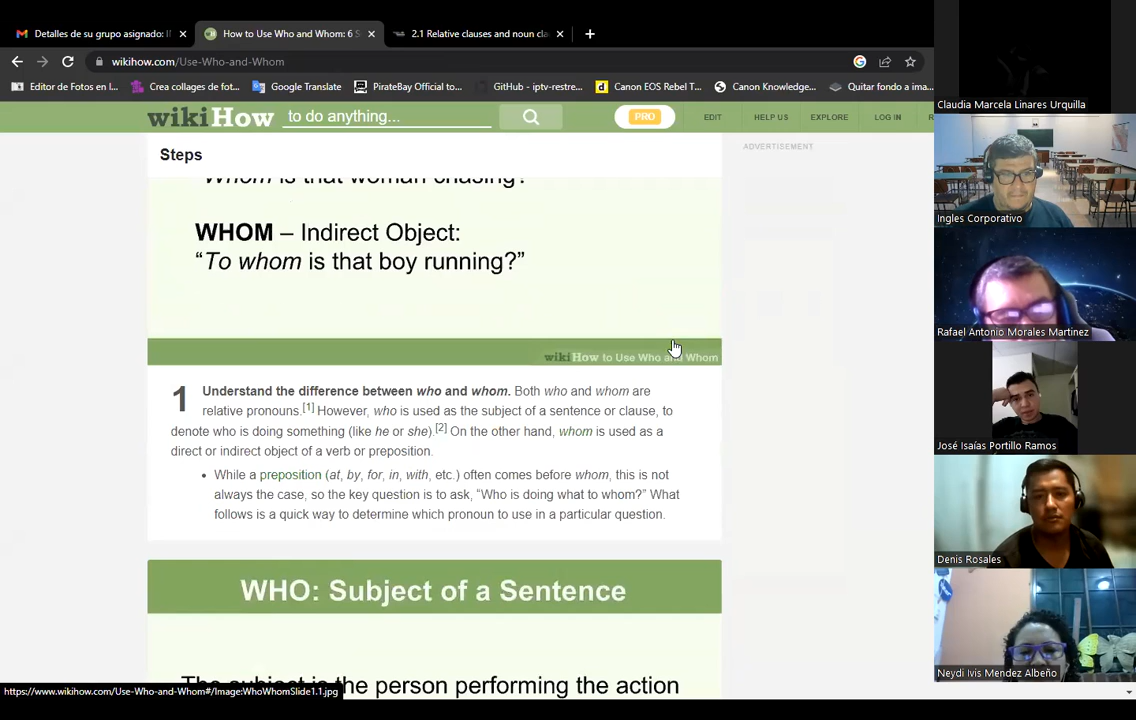 Detalles de su grupo asignado: I
How to Use Who and Whom: 6 S
2.1 Relative clauses and noun cla
wikihow.com/Use-Who-and-Whom
Editor de Fotos en l...
Crea collages de fot...
Google Translate
PirateBay Official to...
GitHub - iptv-restre...
Canon EOS Rebel T...
Canon Knowledge...
Quitar fondo a ima...
wikiHow
to do anything...
PRO
EDIT
HELP US
EXPLORE
LOG IN
R
Steps
ADVERTISEMENT
Whom is that woman chasing?
WHOM – Indirect Object:
“To whom is that boy running?”
wikiHow to Use Who and Whom
1
Understand the difference between who and whom. Both who and whom are
relative pronouns.[1] However, who is used as the subject of a sentence or clause, to
denote who is doing something (like he or she).[2] On the other hand, whom is used as a
direct or indirect object of a verb or preposition.
• While a preposition (at, by, for, in, with, etc.) often comes before whom, this is not
always the case, so the key question is to ask, “Who is doing what to whom?” What
follows is a quick way to determine which pronoun to use in a particular question.
WHO: Subject of a Sentence
The subject is the person performing the action
https://www.wikihow.com/Use-Who-and-Whom#/Image:WhoWhomSlide1.1.jpg
Claudia Marcela Linares Urquilla
Ingles Corporativo
Rafael Antonio Morales Martinez
José Isaías Portillo Ramos
Denis Rosales
Neydi Ivis Mendez Albeño